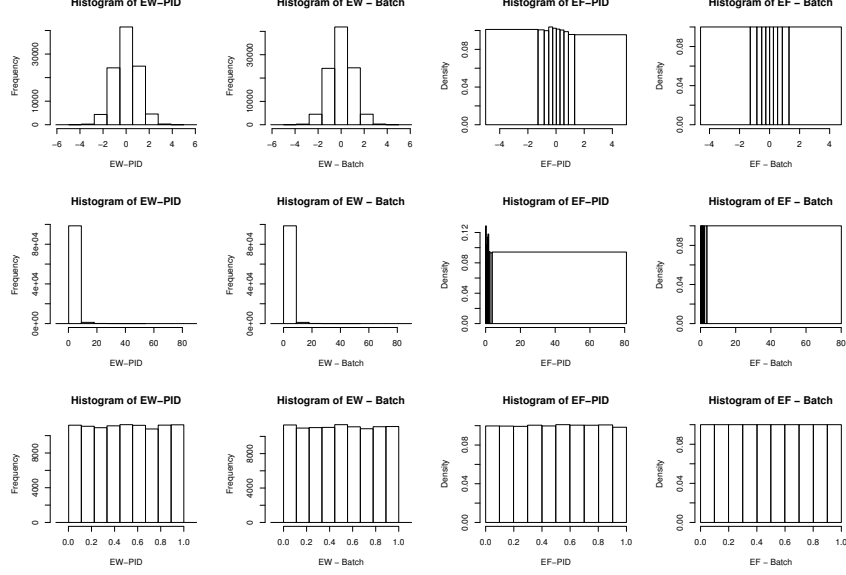 Histogram of EW−PID
Histogram of EW − Batch
Histogram of EF−PID
Histogram of EF − Batch
Frequency
0 10000 30000
−6 −4 −2 0 2 4 6
EW−PID
Frequency
0 10000 30000
−6 −4 −2 0 2 4 6
EW − Batch
Density
0.00 0.04 0.08
−4 −2 0 2 4
EF−PID
Density
0.00 0.04 0.08
−4 −2 0 2 4
EF − Batch
Histogram of EW−PID
Histogram of EW − Batch
Histogram of EF−PID
Histogram of EF − Batch
Frequency
0e+00 4e+04 8e+04
0 20 40 60 80
EW−PID
Frequency
0e+00 4e+04 8e+04
0 20 40 60 80
EW − Batch
Density
0.00 0.04 0.08 0.12
0 20 40 60 80
EF−PID
Density
0.00 0.04 0.08
0 20 40 60 80
EF − Batch
Histogram of EW−PID
Histogram of EW − Batch
Histogram of EF−PID
Histogram of EF − Batch
Frequency
0 4000 8000
0.0 0.2 0.4 0.6 0.8 1.0
EW−PID
Frequency
0 4000 8000
0.0 0.2 0.4 0.6 0.8 1.0
EW − Batch
Density
0.00 0.04 0.08
0.0 0.2 0.4 0.6 0.8 1.0
EF−PID
Density
0.00 0.04 0.08
0.0 0.2 0.4 0.6 0.8 1.0
EF − Batch